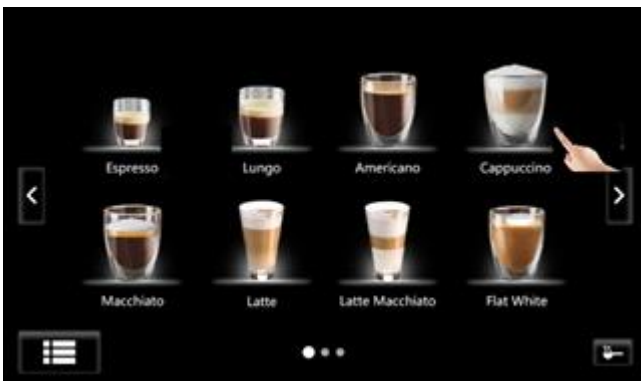 Espresso
Lungo
Americano
Cappuccino
Macchiato
Latte
Latte Macchiato
Flat White